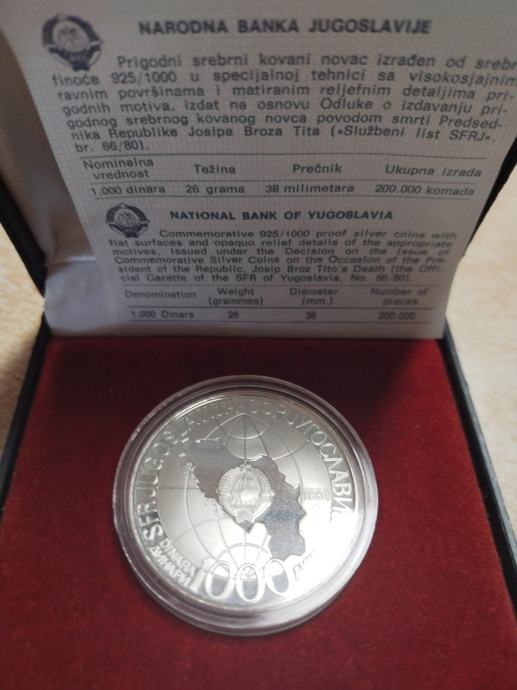 NARODNA BANKA JUGOSLAVIJE
Prigodni srebrni kovani novac izrađen od srebr
finoće 925/1000 u specijalnoj tehnici sa visokosjajnim
ravnim površinama i matiranim reljefnim detaljima pri-
godnih motiva, izdat na osnovu Odluke o izdavanju pri-
godnog srebrnog kovanog novca povodom smrti Predsed-
nika Republike Josipa Broza Tita (»Službeni list SFRJ«,
br. 66/80).
Nominalna vrednost Težina Prečnik Ukupna izrada
1.000 dinara 26 grama 38 milimetara 200.000 komada
NATIONAL BANK OF YUGOSLAVIA
Commemorative 925/1000 proof silver coins with
flat surfaces and opaquo relief details of the appropriate
motives, issued under the Decision on the Issue of
Commemorative Silver Coins on the Occasion of the Pre-
sident of the Republic, Josip Broz Tito's Death (the Offi-
cial Gazette of the SFR of Yugoslavia, No. 66/80).
Denomination Weight (grammes) Diameter (mm.) Number of pieces
1,000 Dinars 26 38 200.000
SFR JUGOSLAVIJA
ЈУГОСЛАВИЈА
1980
DINARA
ДИНАРИ
1000